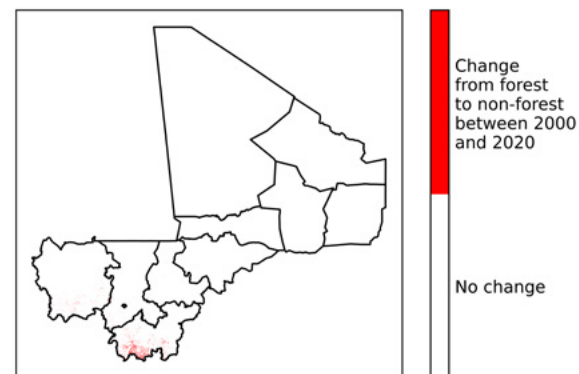 Change
from forest
to non-forest
between 2000
and 2020
No change